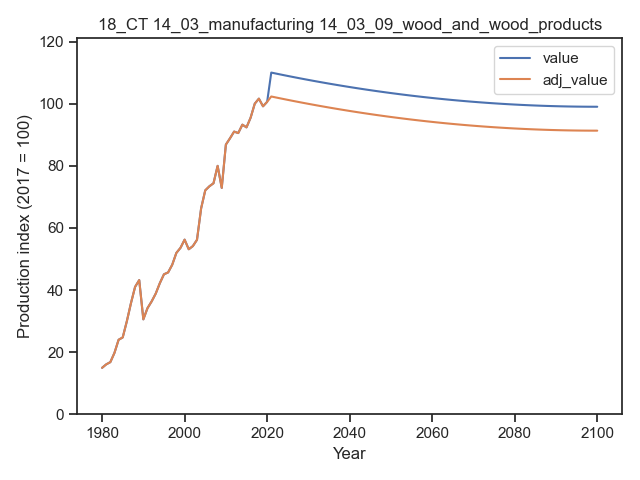 18_CT 14_03_manufacturing 14_03_09_wood_and_wood_products
value
adj_value
Production index (2017 = 100)
120
100
80
60
40
20
0
1980 2000 2020 2040 2060 2080 2100
Year